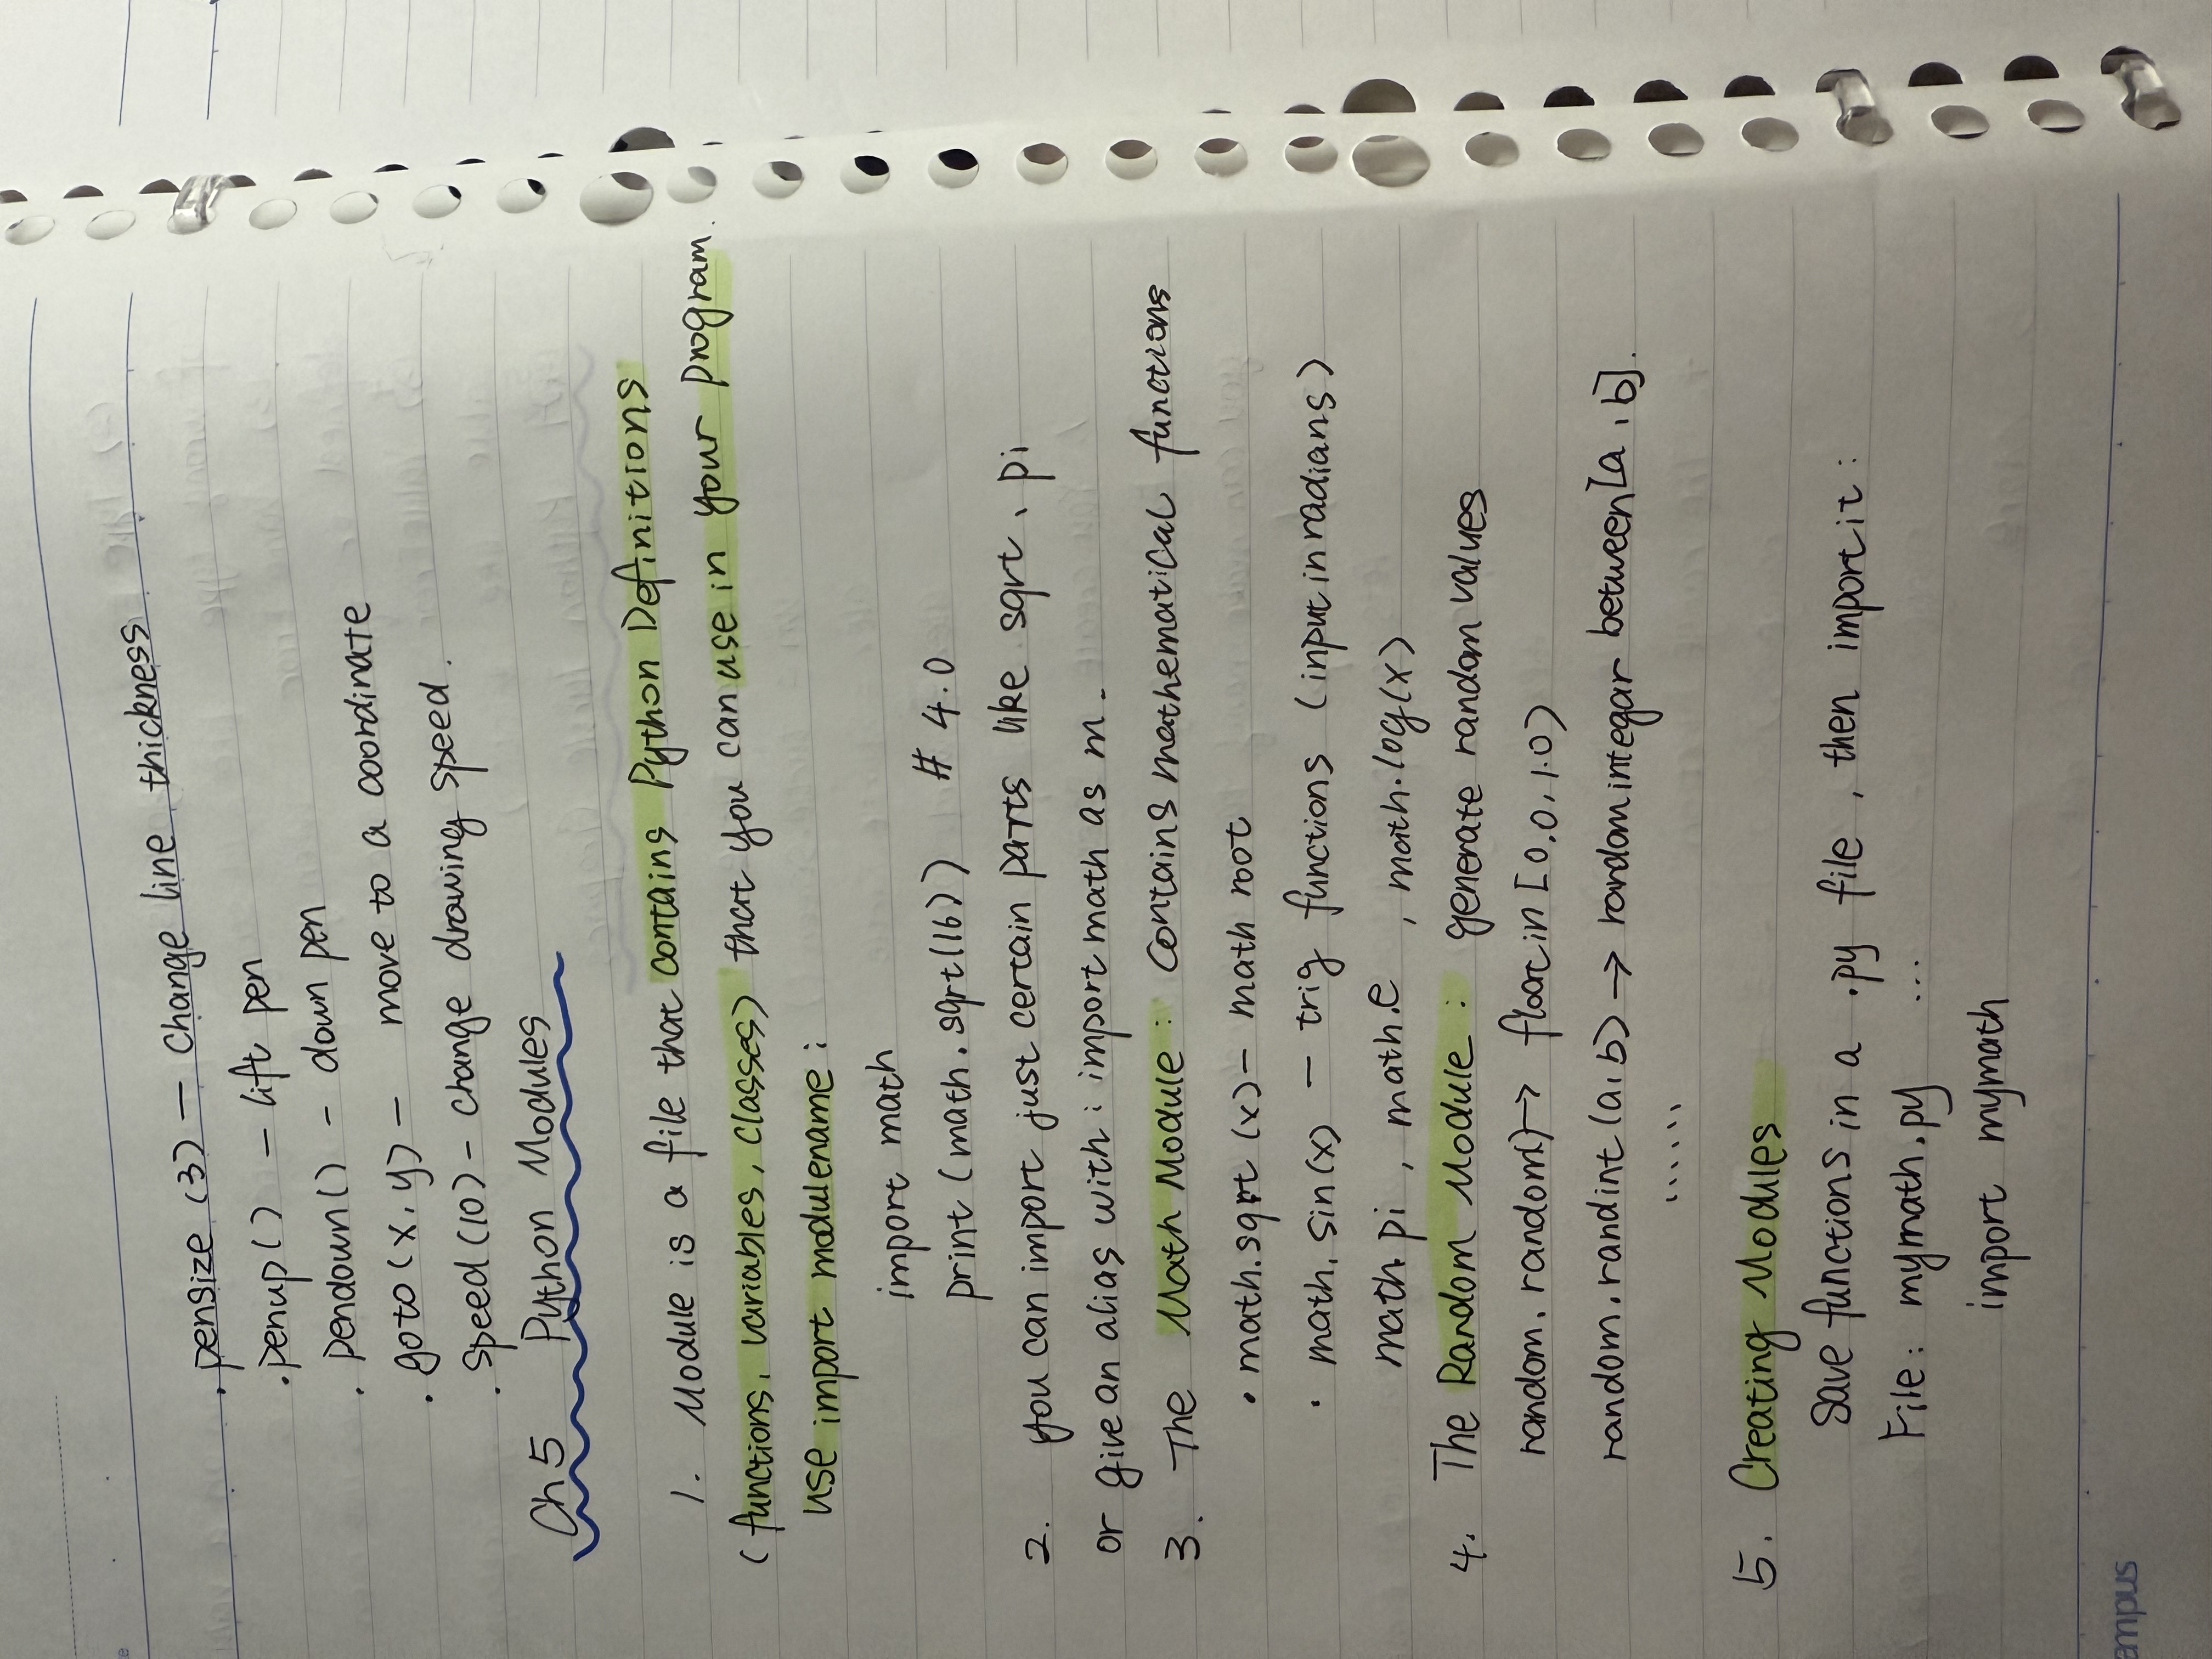 . pensize (3) — Change line thickness
. penup() — lift pen
. pendown() - down pen
. goto(x, y) — move to a coordinate
. speed(10) - change drawing speed.
Ch 5 Python Modules
1. Module is a file that contains Python Definitions
(functions, variables, classes) that you can use in your program.
use import modulename:
import math
print (math.sqrt(16)) # 4.0
2. you can import just certain parts like sqrt, pi
or give an alias with: import math as m.
3. The Math Module: Contains mathematical functions
• math.sqrt (x) - math root
• math.sin(x) — trig functions (input in radians)
math.pi , math.e , math.log(x)
4. The Random Module: generate random values
random.random() → float in [0.0, 1.0)
random.randint (a, b) → random integar between [a, b].
......
5. Creating Modules
Save functions in a .py file, then import it:
File: mymath.py ...
import mymath
ampus